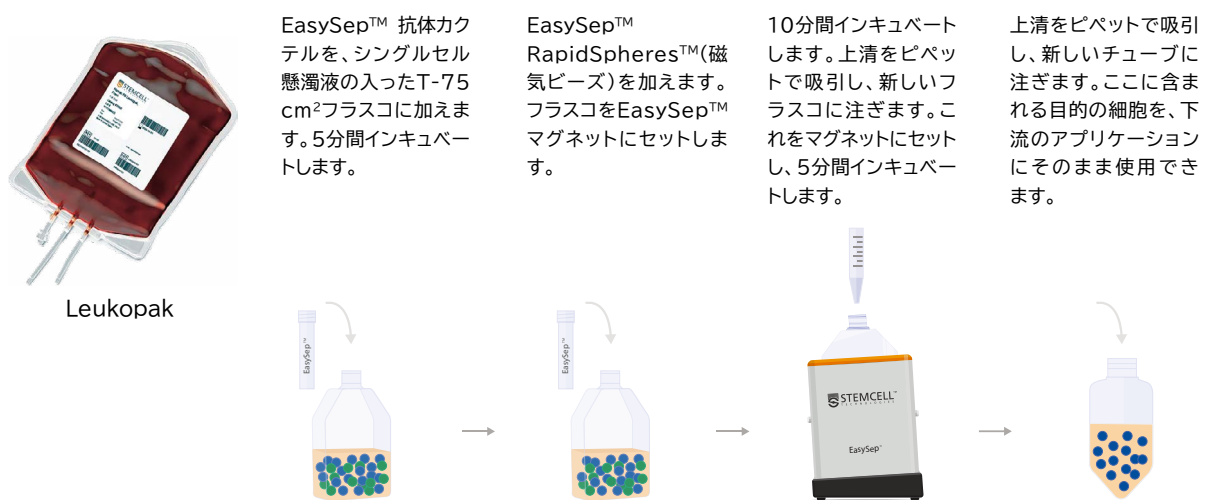 EasySep™ 抗体カク
テルを、シングルセル
懸濁液の入ったT-75
cm²フラスコに加えま
す。5分間インキュベー
トします。
EasySep™
RapidSpheres™(磁
気ビーズ)を加えます。
フラスコをEasySep™
マグネットにセットしま
す。
10分間インキュベート
します。上清をピペッ
トで吸引し、新しいフ
ラスコに注ぎます。こ
れをマグネットにセット
し、5分間インキュベー
トします。
上清をピペットで吸引
し、新しいチューブに
注ぎます。ここに含ま
れる目的の細胞を、下
流のアプリケーション
にそのまま使用でき
ます。
STEMCELL
Leukopak
EasySep™
EasySep™
STEMCELL™
TECHNOLOGIES
EasySep™